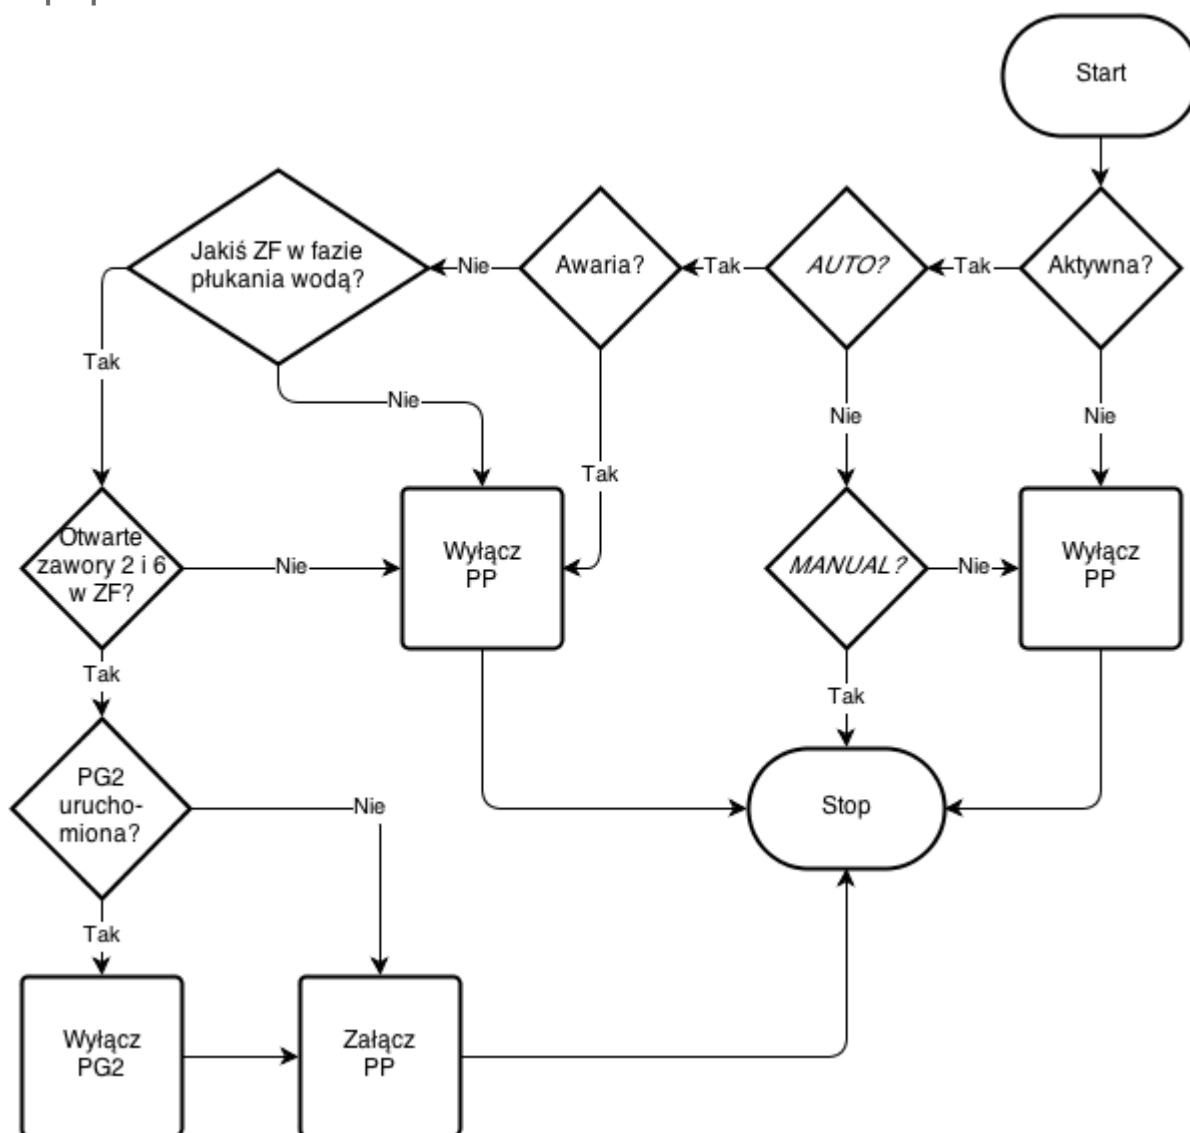 Start
Jakiś ZF w fazie
płukania wodą?
Nie
Awaria?
Tak
AUTO?
Tak
Aktywna?
Tak
Nie
Nie
Nie
Tak
Otwarte
zawory 2 i 6
w ZF?
Nie
Wyłącz
PP
MANUAL?
Nie
Wyłącz
PP
Tak
Tak
PG2
urucho-
miona?
Nie
Stop
Tak
Wyłącz
PG2
Załącz
PP